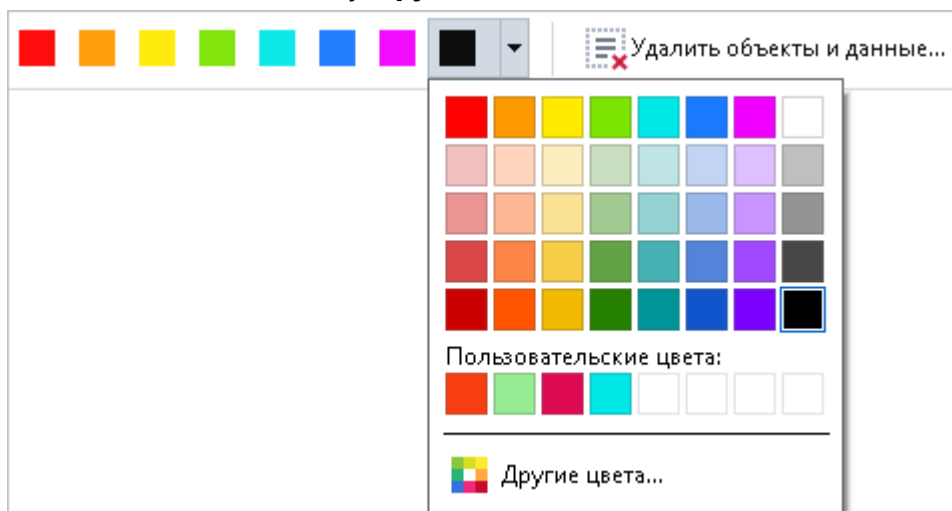 Удалить объекты и данные...
Пользовательские цвета:
Другие цвета...